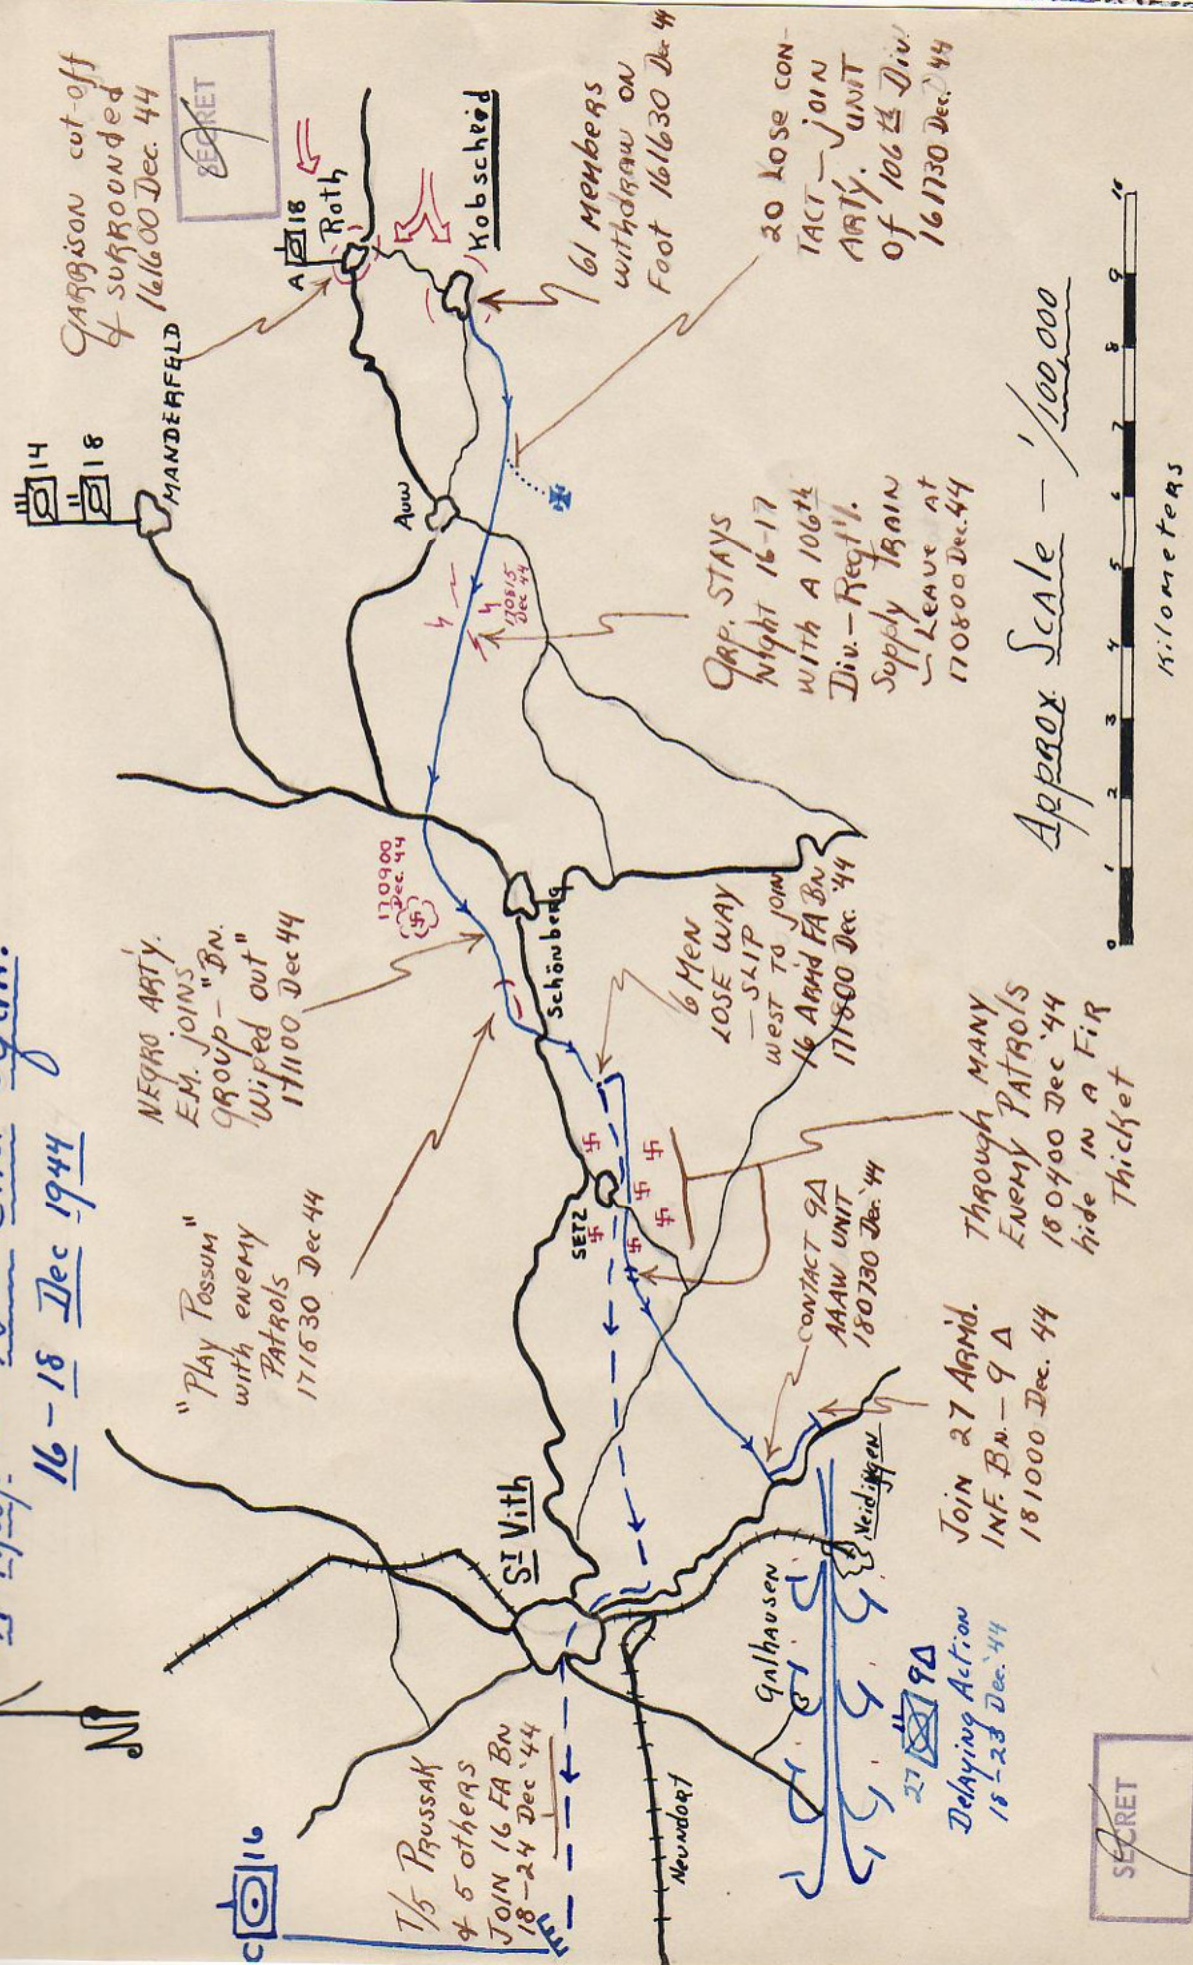 16 – 18 Dec 1944
N
GARRISON cut-off
& SURROUNDED
161600 Dec. 44
SECRET
14
18
MANDERFELD
A
18
Roth
Kobscheid
61 MEMBERS
withdraw ON
Foot 161630 Dec 44
20 LOSE CON-
TACT – JOIN
ARTY. UNIT
Of 106th Div.
161730 Dec. '44
Auw
170815
Dec 44
GRP. STAYS
Night 16-17
with A 106th
Div. – Reg't'l.
Supply TRAIN
– LEAVE At
170800 Dec. 44
NEGRO ARTY.
E.M. JOINS
GROUP – "BN.
Wiped out"
171100 Dec 44
170900
Dec. 44
Schönberg
6 MEN
LOSE WAY
– SLIP
WEST TO JOIN
16 ARM'd FA BN
171800 Dec. '44
"PLAY POSSUM"
with ENEMY
PATROLS
171530 Dec 44
SETZ
THROUGH MANY
ENEMY PATROLS
180400 Dec '44
hide IN A FIR
Thicket
CONTACT 9Δ
AAAW UNIT
180730 Dec. '44
JOIN 27 ARM'd.
INF. BN. – 9 Δ
181000 Dec. 44
ST Vith
Neidingen
Galhausen
Neundorf
27
9Δ
Delaying Action
18–23 Dec. '44
C
16
T/5 PRUSSAK
& 5 others
JOIN 16 FA BN
18–24 Dec '44
Approx Scale – 1/100,000
0 1 2 3 4 5 6 7 8 9 10
Kilometers
SECRET